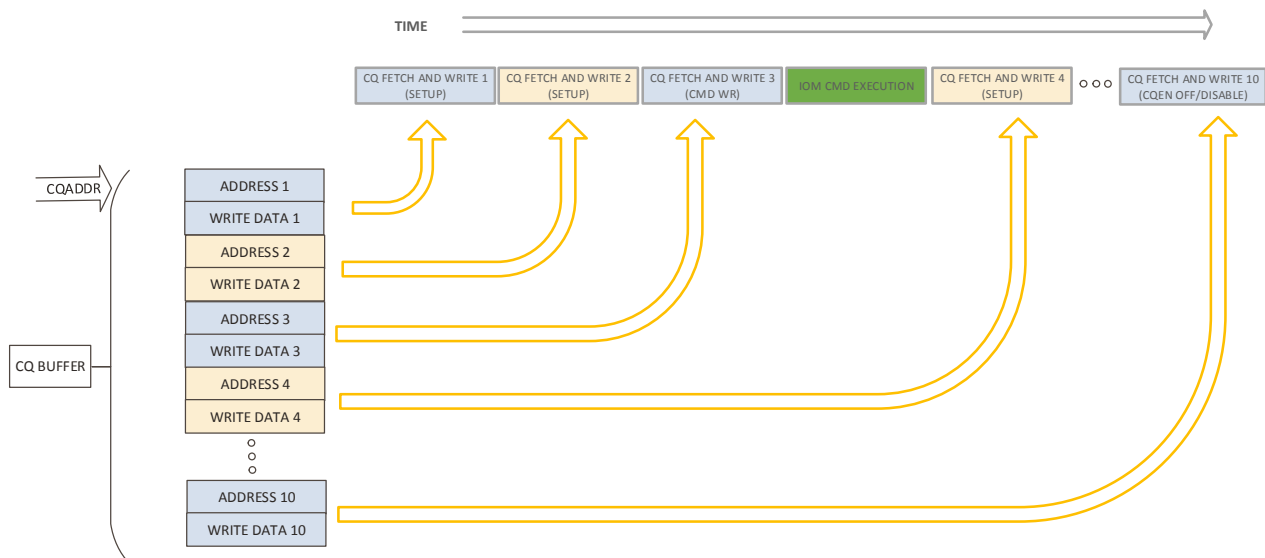 TIME
CQ FETCH AND WRITE 1
(SETUP)
CQ FETCH AND WRITE 2
(SETUP)
CQ FETCH AND WRITE 3
(CMD WR)
IOM CMD EXECUTION
CQ FETCH AND WRITE 4
(SETUP)
CQ FETCH AND WRITE 10
(CQEN OFF/DISABLE)
CQADDR
ADDRESS 1
WRITE DATA 1
ADDRESS 2
WRITE DATA 2
ADDRESS 3
WRITE DATA 3
CQ BUFFER
ADDRESS 4
WRITE DATA 4
ADDRESS 10
WRITE DATA 10